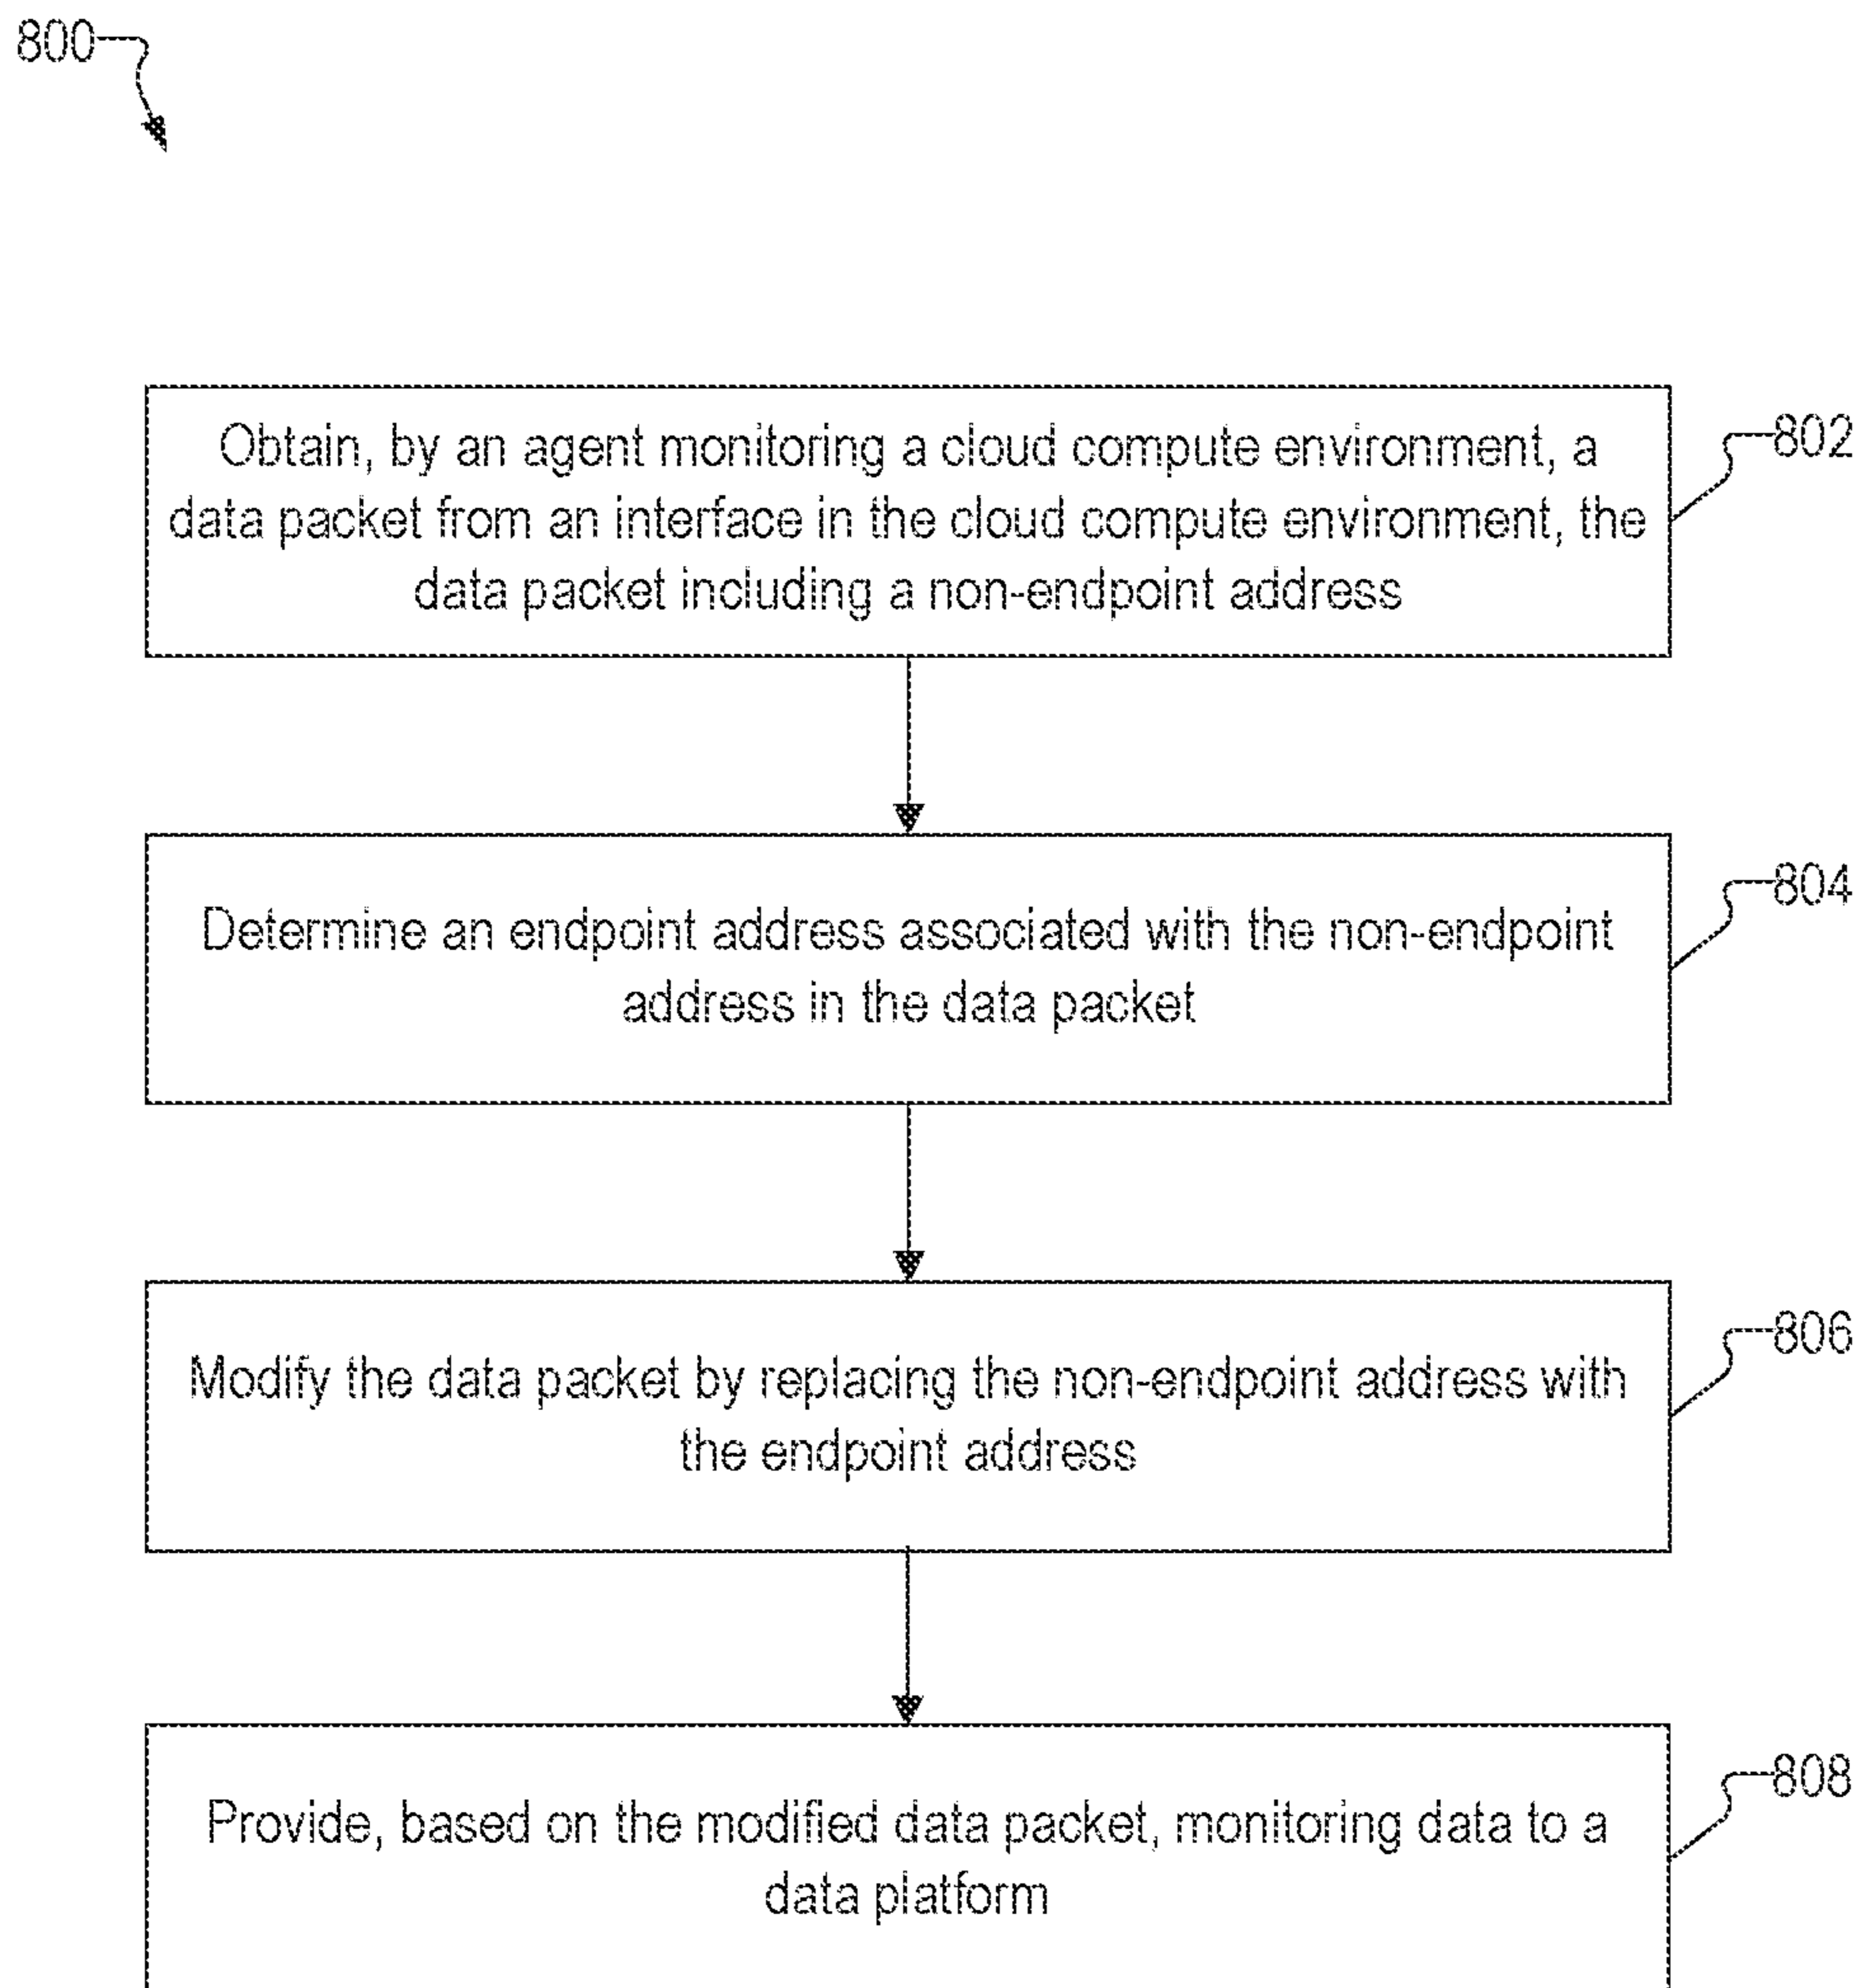 800
Obtain, by an agent monitoring a cloud compute environment, a
data packet from an interface in the cloud compute environment, the
data packet including a non-endpoint address
802
Determine an endpoint address associated with the non-endpoint
address in the data packet
804
Modify the data packet by replacing the non-endpoint address with
the endpoint address
806
Provide, based on the modified data packet, monitoring data to a
data platform
808